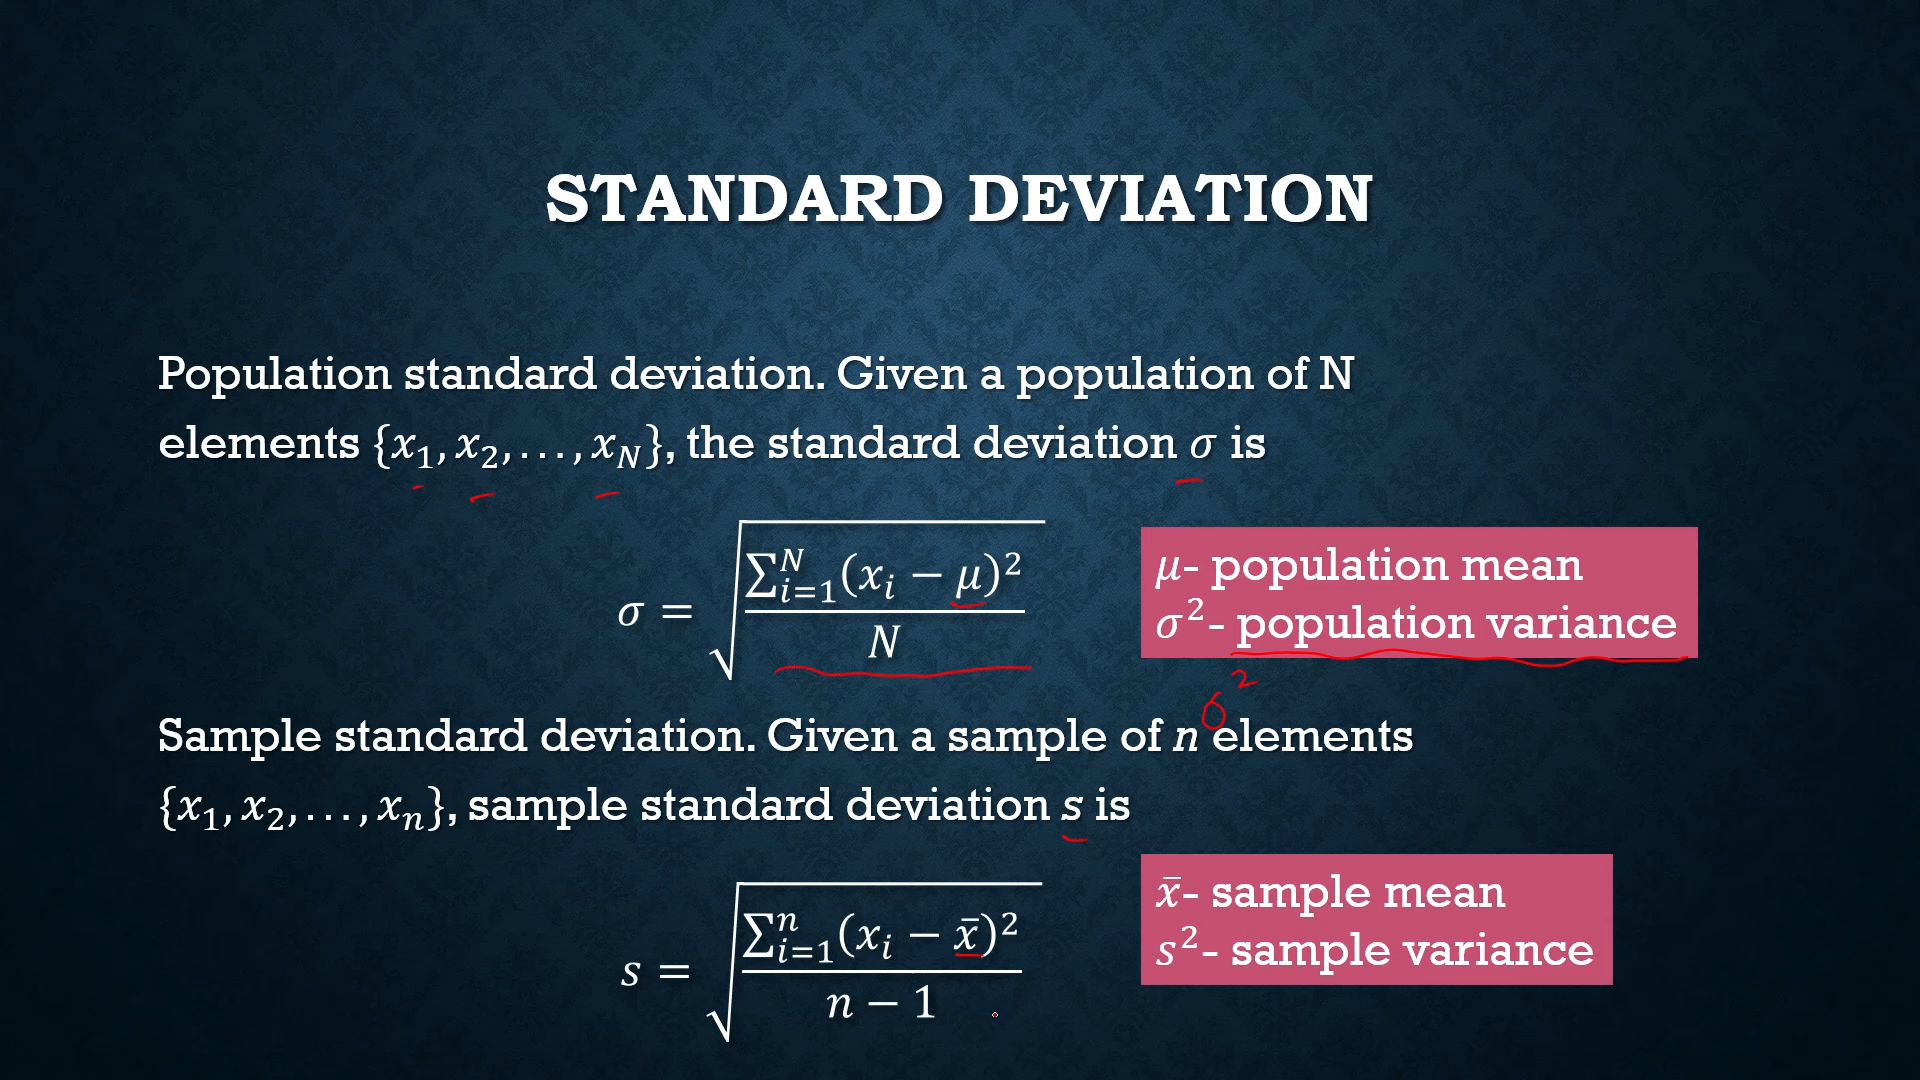 STANDARD DEVIATION
Population standard deviation. Given a population of N
elements {x₁, x₂, . . . , x_N}, the standard deviation σ is
σ = √(∑ᵢ₌₁ᴺ(xᵢ − μ)² / N)
μ- population mean
σ²- population variance
σ²
Sample standard deviation. Given a sample of n elements
{x₁, x₂, . . . , xₙ}, sample standard deviation s is
s = √(∑ᵢ₌₁ⁿ(xᵢ − x̄)² / n − 1)
x̄- sample mean
s²- sample variance